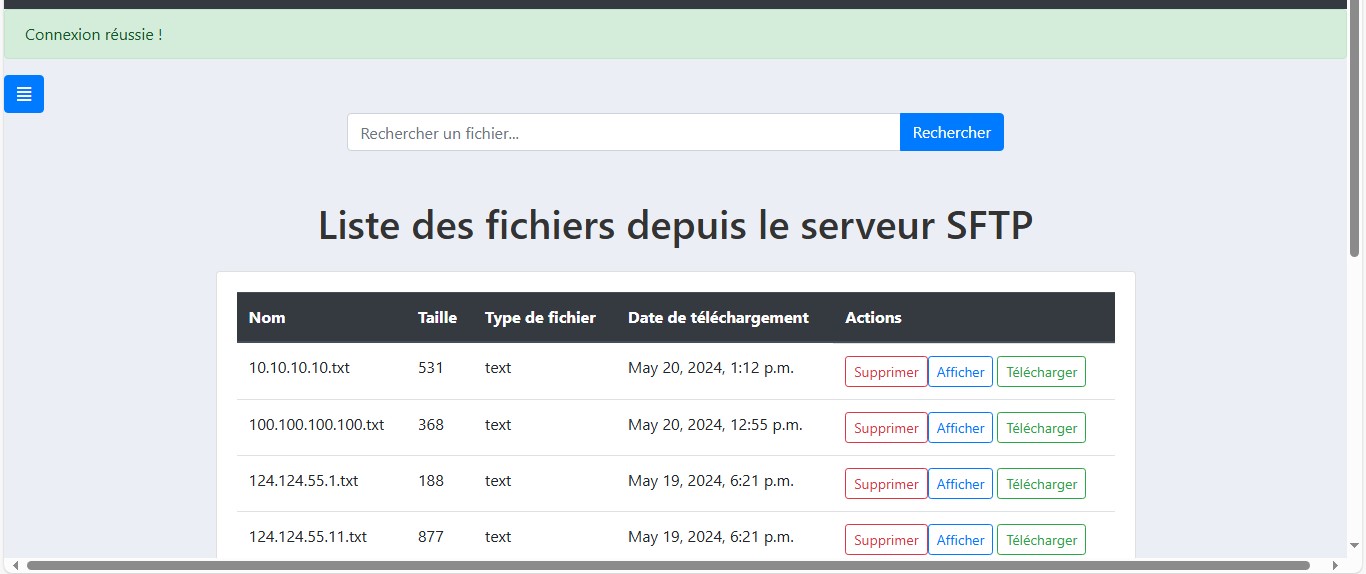 Connexion réussie !
Rechercher un fichier... Rechercher
Liste des fichiers depuis le serveur SFTP
Nom Taille Type de fichier Date de téléchargement Actions
10.10.10.10.txt 531 text May 20, 2024, 1:12 p.m. Supprimer Afficher Télécharger
100.100.100.100.txt 368 text May 20, 2024, 12:55 p.m. Supprimer Afficher Télécharger
124.124.55.1.txt 188 text May 19, 2024, 6:21 p.m. Supprimer Afficher Télécharger
124.124.55.11.txt 877 text May 19, 2024, 6:21 p.m. Supprimer Afficher Télécharger